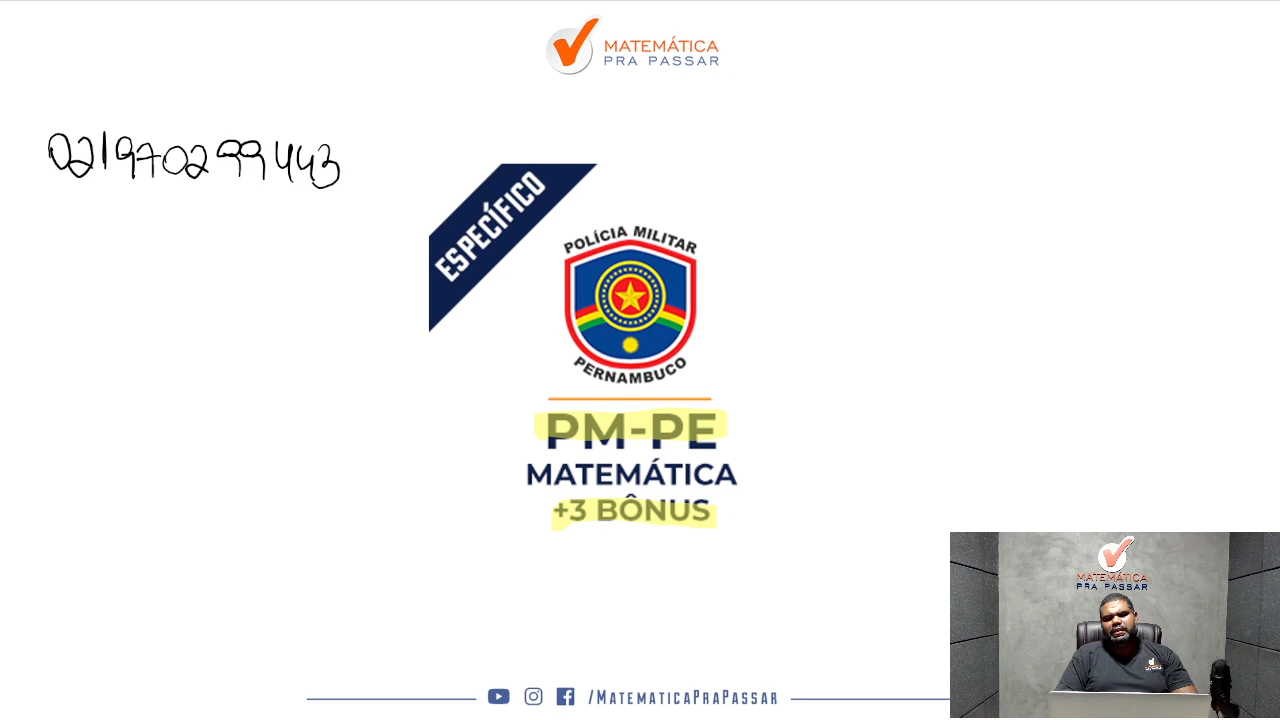 MATEMÁTICA
PRA PASSAR
021970299443
ESPECÍFICO
POLÍCIA MILITAR
PERNAMBUCO
PM-PE
MATEMÁTICA
+3 BÔNUS
MATEMÁTICA
PRA PASSAR
/MATEMATICAPRAPASSAR